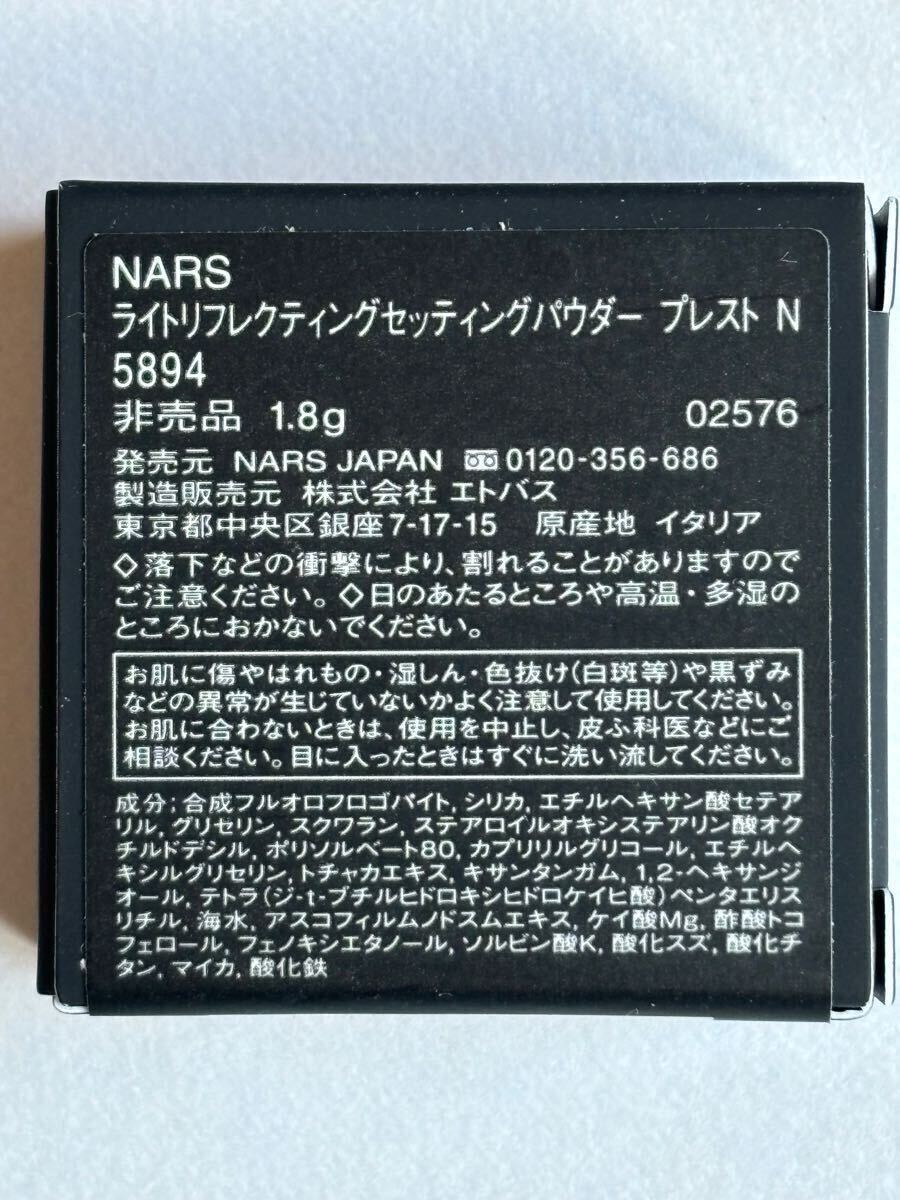 NARS
ライトリフレクティングセッティングパウダー プレスト N
5894
非売品 1.8g 02576
発売元 NARS JAPAN 0120-356-686
製造販売元 株式会社 エトバス
東京都中央区銀座7-17-15 原産地 イタリア
◇落下などの衝撃により、割れることがありますので
ご注意ください。◇日のあたるところや高温・多湿の
ところにおかないでください。
お肌に傷やはれもの・湿しん・色抜け(白斑等)や黒ずみ
などの異常が生じていないかよく注意して使用してください。
お肌に合わないときは、使用を中止し、皮ふ科医などにご
相談ください。目に入ったときはすぐに洗い流してください。
成分;合成フルオロフロゴパイト, シリカ, エチルヘキサン酸セテア
リル, グリセリン, スクワラン, ステアロイルオキシステアリン酸オク
チルドデシル, ポリソルベート80, カプリリルグリコール, エチルヘ
キシルグリセリン, トチャカエキス, キサンタンガム, 1,2-ヘキサンジ
オール, テトラ(ジ-t-ブチルヒドロキシヒドロケイヒ酸)ペンタエリス
リチル, 海水, アスコフィルムノドスムエキス, ケイ酸Mg, 酢酸トコ
フェロール, フェノキシエタノール, ソルビン酸K, 酸化スズ, 酸化チ
タン, マイカ, 酸化鉄